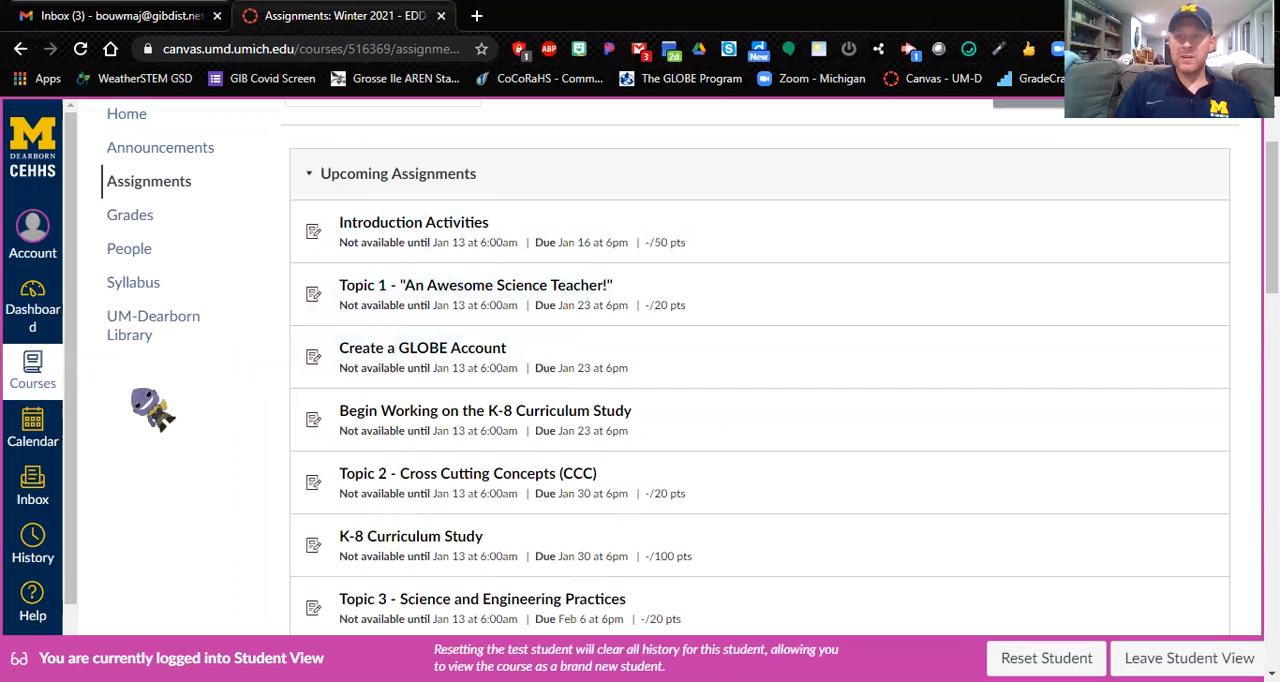 Inbox (3) - bouwmaj@gibdist.net
Assignments: Winter 2021 - EDD
canvas.umd.umich.edu/courses/516369/assignme...
ABP
3
2d
S
New
1
1
Apps
WeatherSTEM GSD
GIB Covid Screen
Grosse Ile AREN Sta...
CoCoRaHS - Comm...
The GLOBE Program
Zoom - Michigan
Canvas - UM-D
GradeCra
M
DEARBORN
CEHHS
Account
Dashboar
d
Courses
Calendar
Inbox
History
Help
Home
Announcements
Assignments
Grades
People
Syllabus
UM-Dearborn
Library
Upcoming Assignments
Introduction Activities
Not available until Jan 13 at 6:00am | Due Jan 16 at 6pm | -/50 pts
Topic 1 - "An Awesome Science Teacher!"
Not available until Jan 13 at 6:00am | Due Jan 23 at 6pm | -/20 pts
Create a GLOBE Account
Not available until Jan 13 at 6:00am | Due Jan 23 at 6pm
Begin Working on the K-8 Curriculum Study
Not available until Jan 13 at 6:00am | Due Jan 23 at 6pm
Topic 2 - Cross Cutting Concepts (CCC)
Not available until Jan 13 at 6:00am | Due Jan 30 at 6pm | -/20 pts
K-8 Curriculum Study
Not available until Jan 13 at 6:00am | Due Jan 30 at 6pm | -/100 pts
Topic 3 - Science and Engineering Practices
Not available until Jan 13 at 6:00am | Due Feb 6 at 6pm | -/20 pts
You are currently logged into Student View
Resetting the test student will clear all history for this student, allowing you
to view the course as a brand new student.
Reset Student
Leave Student View
M
M